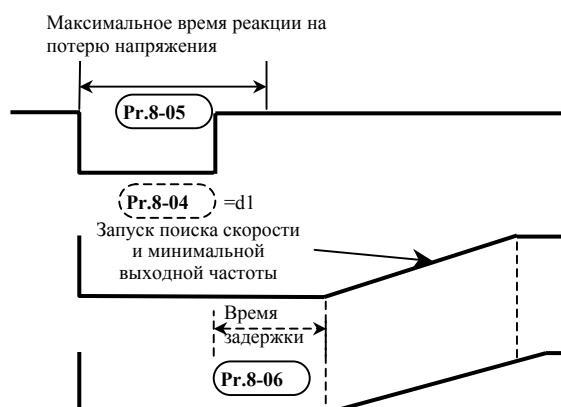 Максимальное время реакции на
потерю напряжения
Pr.8-05
Pr.8-04 =d1
Запуск поиска скорости
и минимальной
выходной частоты
Время
задержки
Pr.8-06